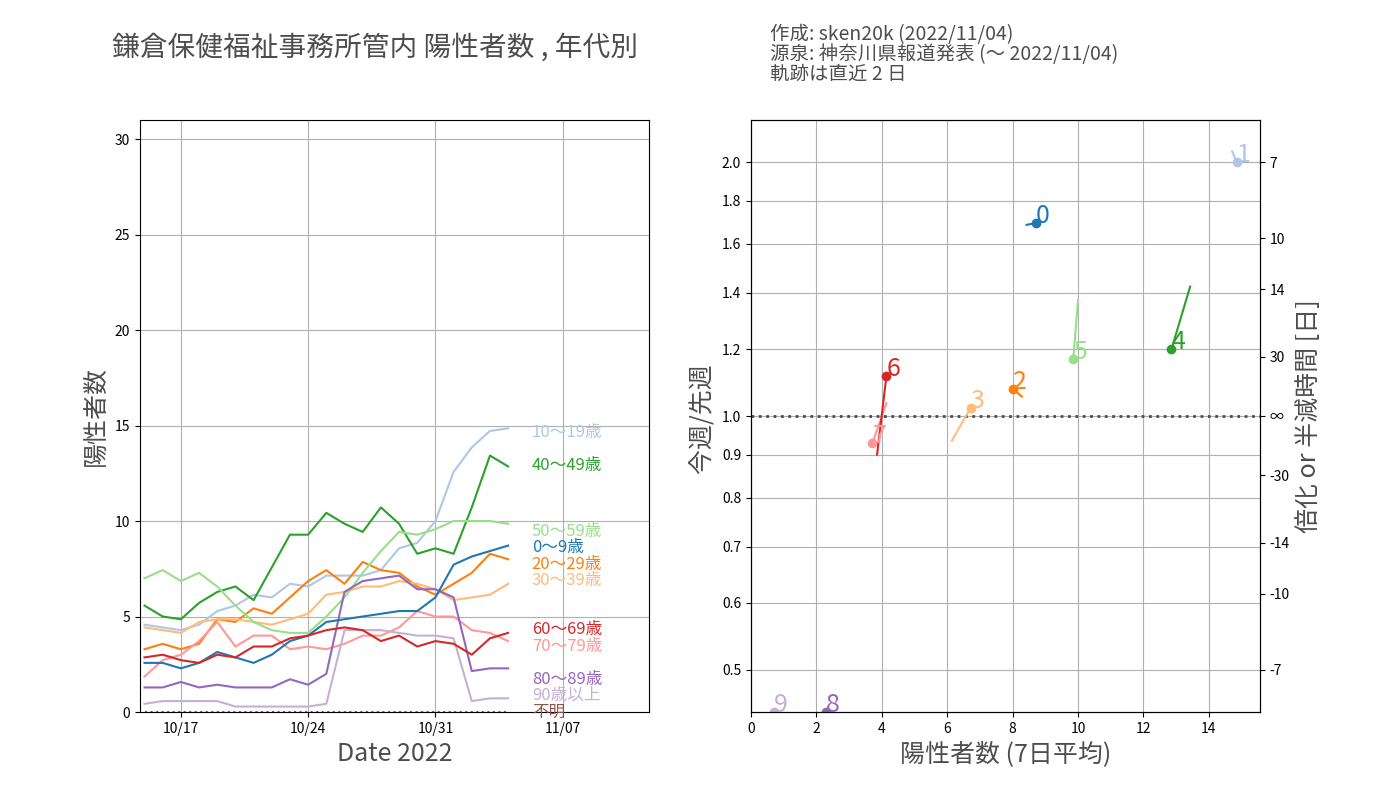 鎌倉保健福祉事務所管内 陽性者数 , 年代別
作成: sken20k (2022/11/04)
源泉: 神奈川県報道発表 (〜 2022/11/04)
軌跡は直近 2 日
陽性者数
30
25
20
15
10
5
0
10/17
10/24
10/31
11/07
Date 2022
10〜19歳
40〜49歳
50〜59歳
0〜9歳
20〜29歳
30〜39歳
60〜69歳
70〜79歳
80〜89歳
90歳以上
不明
今週/先週
2.0
1.8
1.6
1.4
1.2
1.0
0.9
0.8
0.7
0.6
0.5
1
0
4
5
6
2
3
7
9
8
0
2
4
6
8
10
12
14
陽性者数 (7日平均)
7
10
14
30
∞
-30
-14
-10
-7
倍化 or 半減時間 [日]